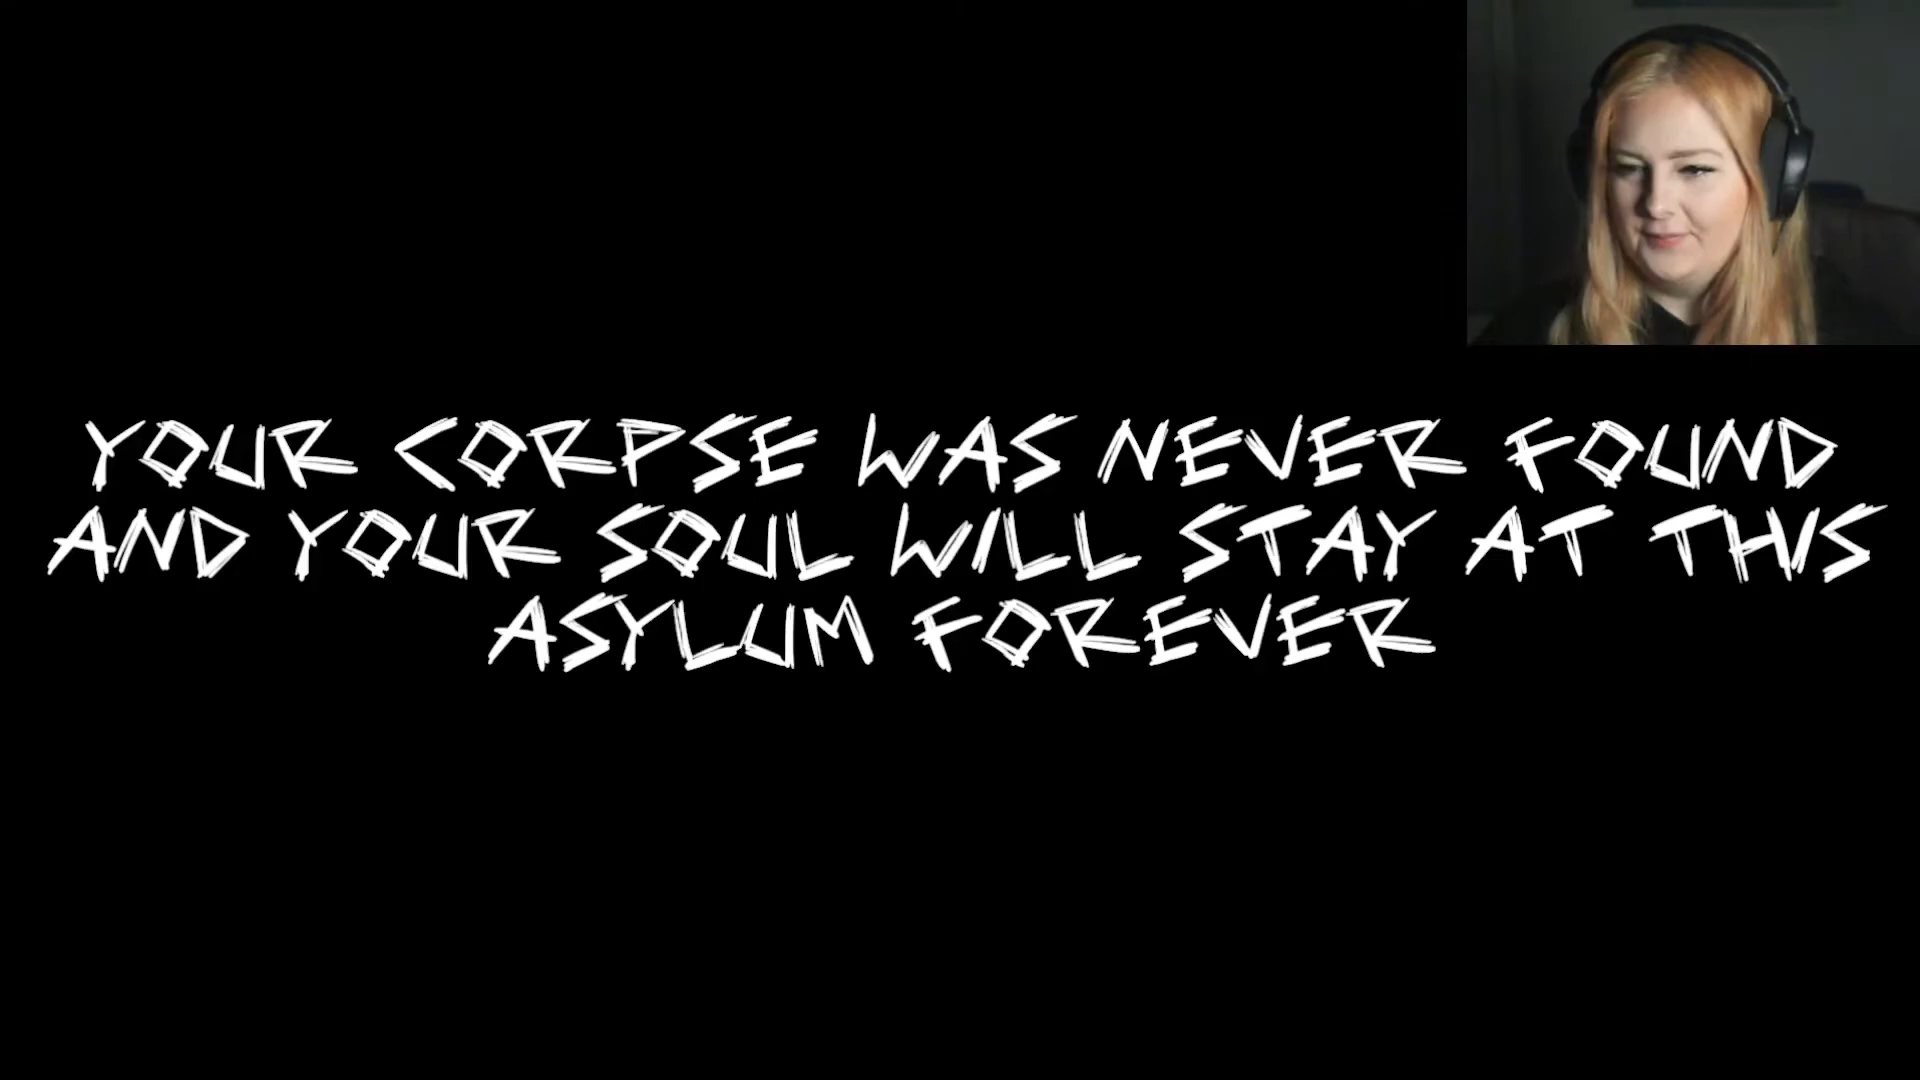 YOUR CORPSE WAS NEVER FOUND
AND YOUR SOUL WILL STAY AT THIS
ASYLUM FOREVER